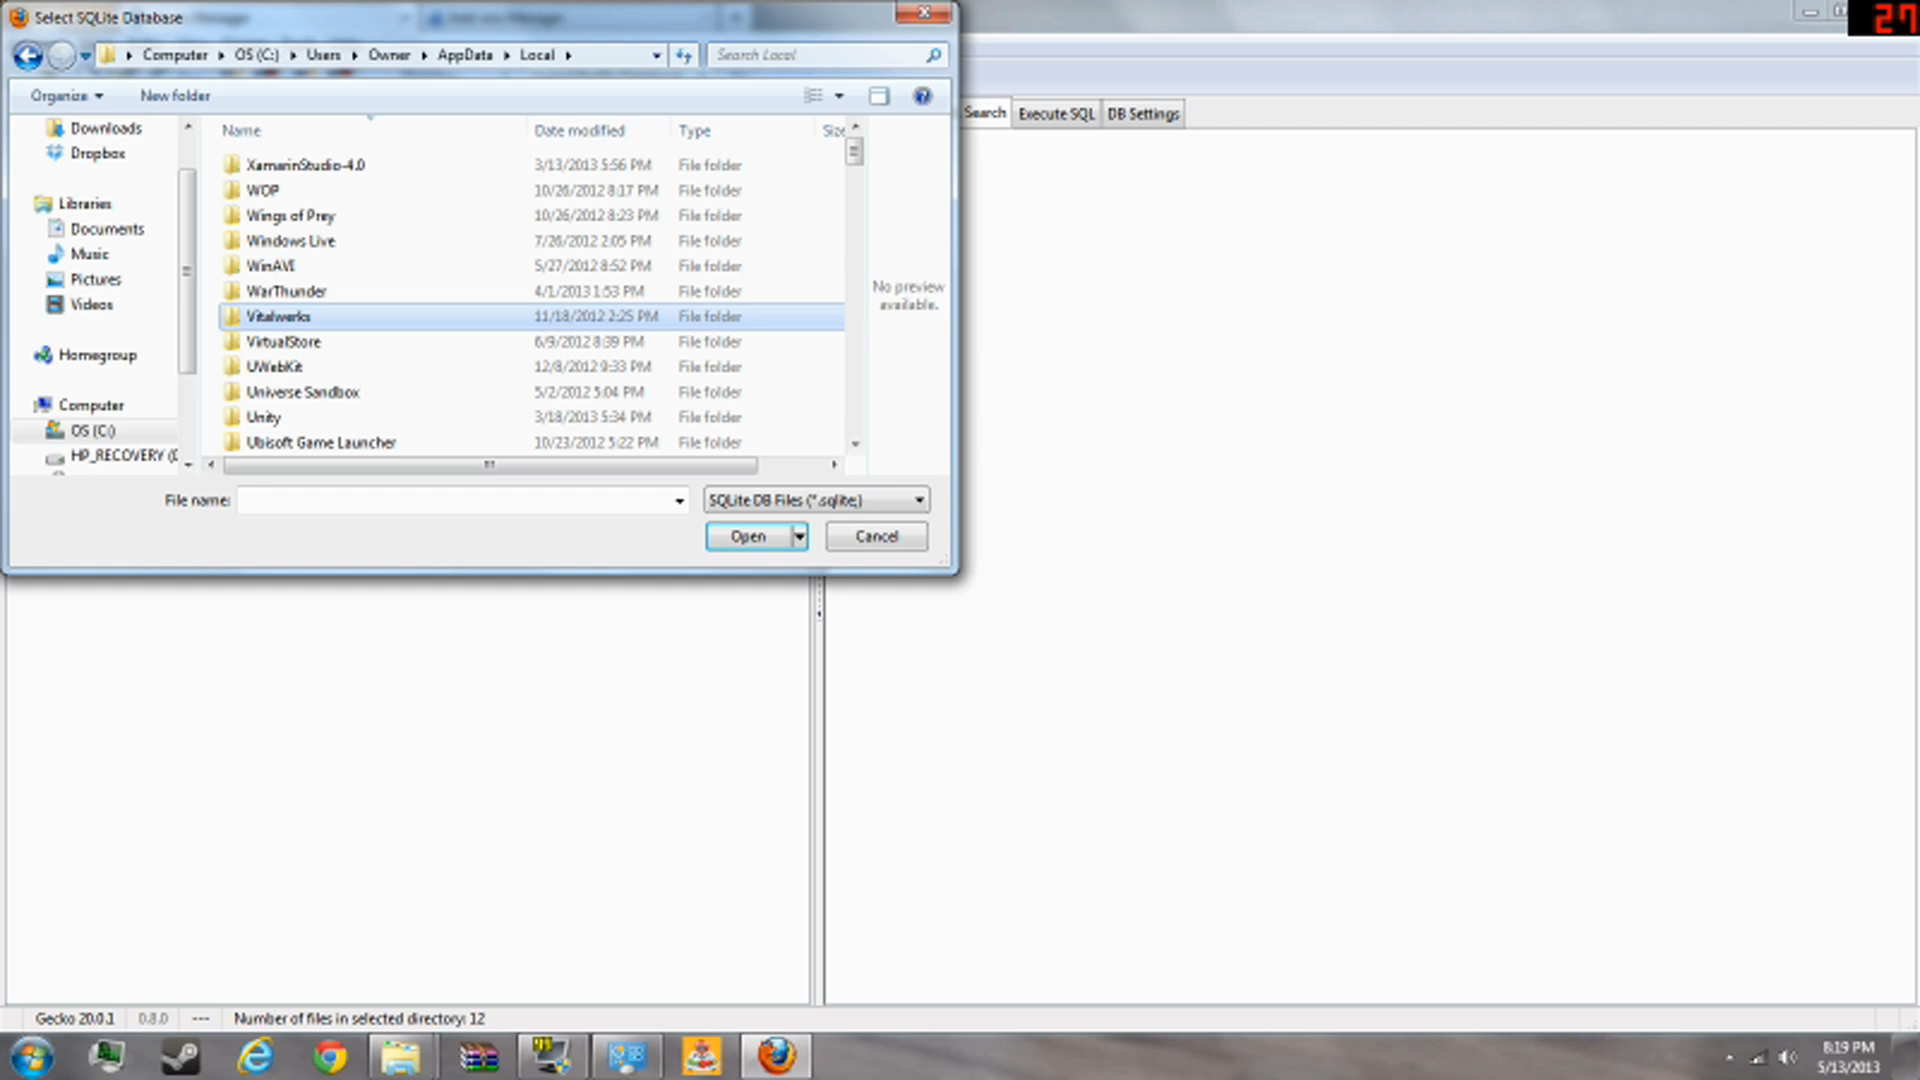 Select SQLite Database
27
Computer OS (C:) Users Owner AppData Local Search Local
Organize New folder
Search Execute SQL DB Settings
Downloads
Dropbox
Libraries
Documents
Music
Pictures
Videos
Homegroup
Computer
OS (C:)
HP_RECOVERY (D
Name Date modified Type Size
XamarinStudio-4.0 3/13/2013 5:56 PM File folder
WOP 10/26/2012 8:17 PM File folder
Wings of Prey 10/26/2012 8:23 PM File folder
Windows Live 7/26/2012 2:05 PM File folder
WinAVI 5/27/2012 8:52 PM File folder
WarThunder 4/1/2013 1:53 PM File folder
Vitalwerks 11/18/2012 2:25 PM File folder
VirtualStore 6/9/2012 8:39 PM File folder
UWebKit 12/8/2012 9:33 PM File folder
Universe Sandbox 5/2/2012 5:04 PM File folder
Unity 3/18/2013 5:34 PM File folder
Ubisoft Game Launcher 10/23/2012 5:22 PM File folder
No preview
available.
File name: SQLite DB Files (*.sqlite;)
Open Cancel
Gecko 20.0.1 0.8.0 --- Number of files in selected directory: 12
8:19 PM
5/13/2013